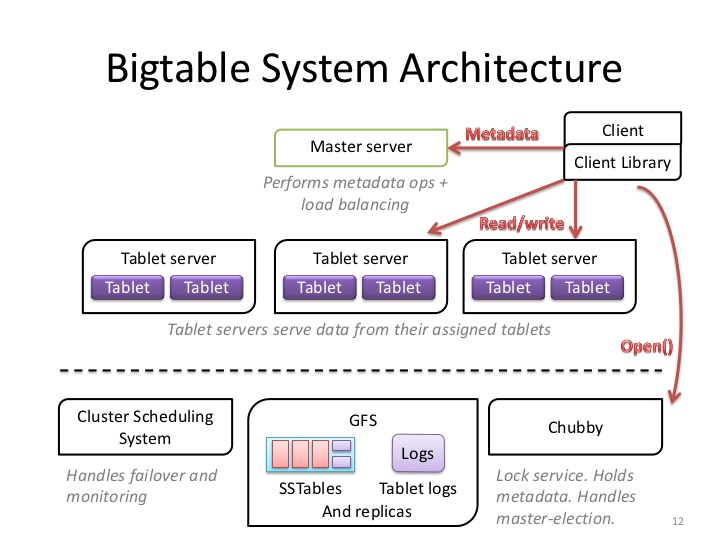 Bigtable System Architecture
Metadata
Client
Master server
Client Library
Performs metadata ops +
load balancing
Read/write
Tablet server
Tablet Tablet
Tablet server
Tablet Tablet
Tablet server
Tablet Tablet
Tablet servers serve data from their assigned tablets
Open()
Cluster Scheduling
System
Handles failover and
monitoring
GFS
Logs
SSTables Tablet logs
And replicas
Chubby
Lock service. Holds
metadata. Handles
master-election.
12